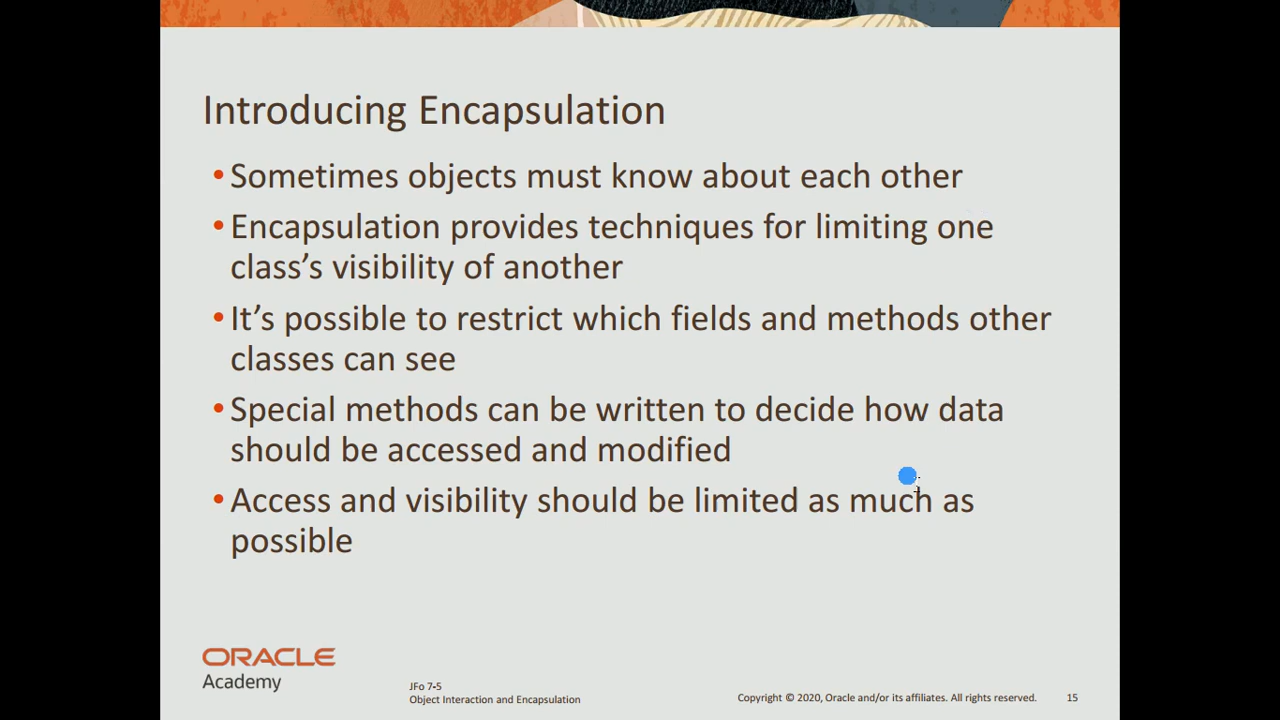 Introducing Encapsulation
•Sometimes objects must know about each other
•Encapsulation provides techniques for limiting one
class’s visibility of another
•It’s possible to restrict which fields and methods other
classes can see
•Special methods can be written to decide how data
should be accessed and modified
•Access and visibility should be limited as much as
possible
ORACLE
Academy
JFo 7-5
Object Interaction and Encapsulation
Copyright © 2020, Oracle and/or its affiliates. All rights reserved.
15